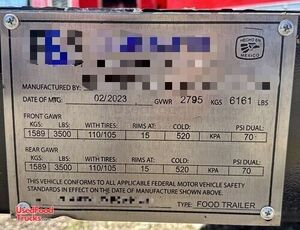 HECHO EN
MEXICO
MANUFACTURED BY:
DATE OF MTG: 02/2023 GVWR 2795 KGS 6161 LBS
FRONT GAWR
KGS: LBS: WITH TIRES: RIMS AT: COLD: PSI DUAL:
1589 3500 110/105 15 520 KPA 70
REAR GAWR
KGS: LBS: WITH TIRES: RIMS AT: COLD: PSI DUAL:
1589 3500 110/105 15 520 KPA 70
THIS VEHICLE CONFORMS TO ALL APPLICABLE FEDERAL MOTOR VEHICLE SAFETY
STANDARDS IN EFFECT ON THE DATE OF MANUFACTURE SHOWN ABOVE.
TYPE: FOOD TRAILER
UsedFood
Trucks